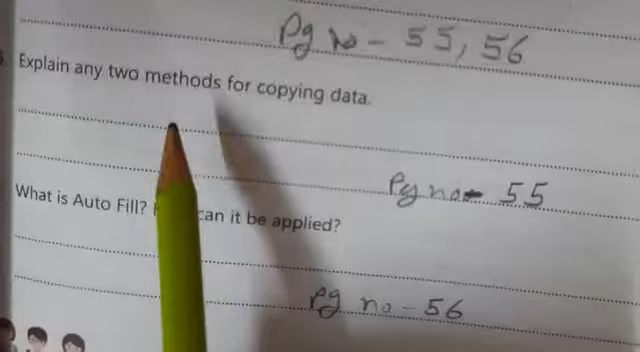 Pg no - 55, 56
Explain any two methods for copying data.
Pg no - 55
What is Auto Fill? can it be applied?
Pg no - 56